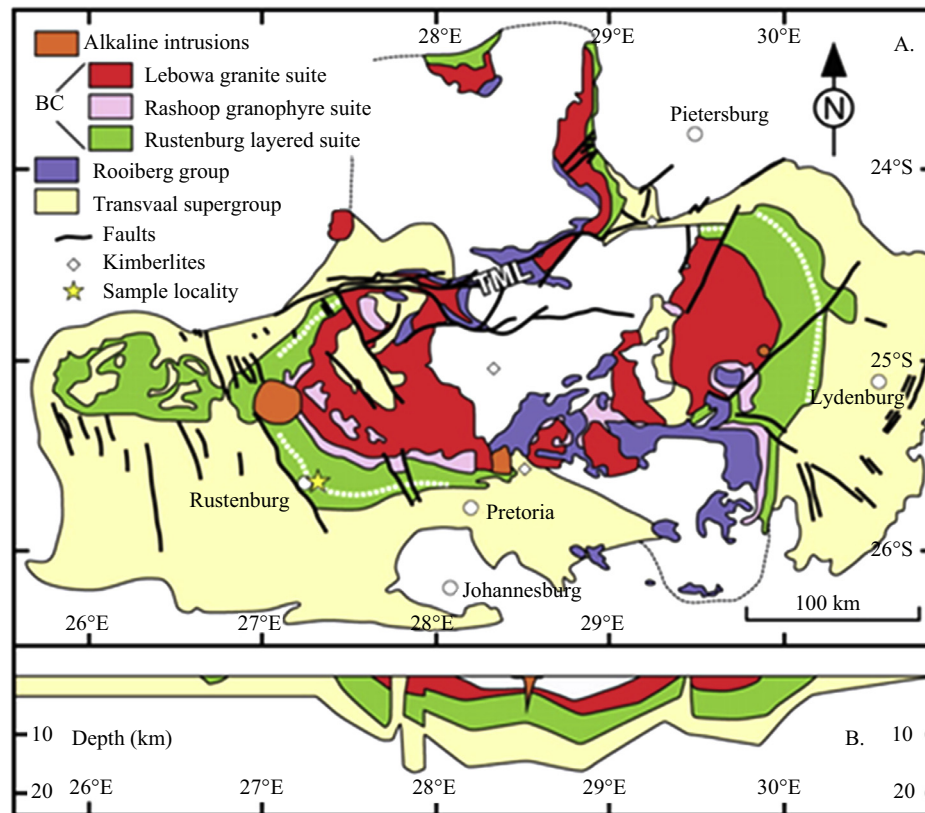 28°E 29°E 30°E A.
Alkaline intrusions
BC
Lebowa granite suite
Rashoop granophyre suite
Rustenburg layered suite
Rooiberg group
Transvaal supergroup
Faults
Kimberlites
Sample locality
N
Pietersburg
24°S
TML
25°S
Lydenburg
Rustenburg
Pretoria
26°S
Johannesburg
100 km
26°E 27°E 28°E 29°E
10 Depth (km) B. 10
26°E 27°E 28°E 29°E 30°E
20 20